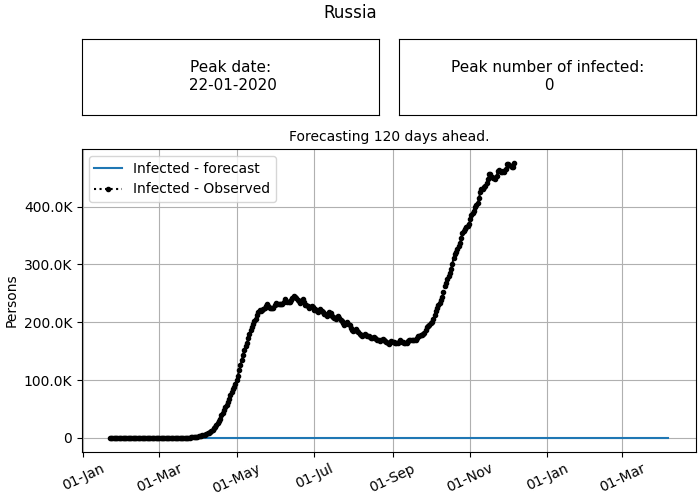 Russia
Peak date:
22-01-2020
Peak number of infected:
0
Forecasting 120 days ahead.
Infected - forecast
Infected - Observed
Persons
400.0K
300.0K
200.0K
100.0K
0
01-Jan
01-Mar
01-May
01-Jul
01-Sep
01-Nov
01-Jan
01-Mar